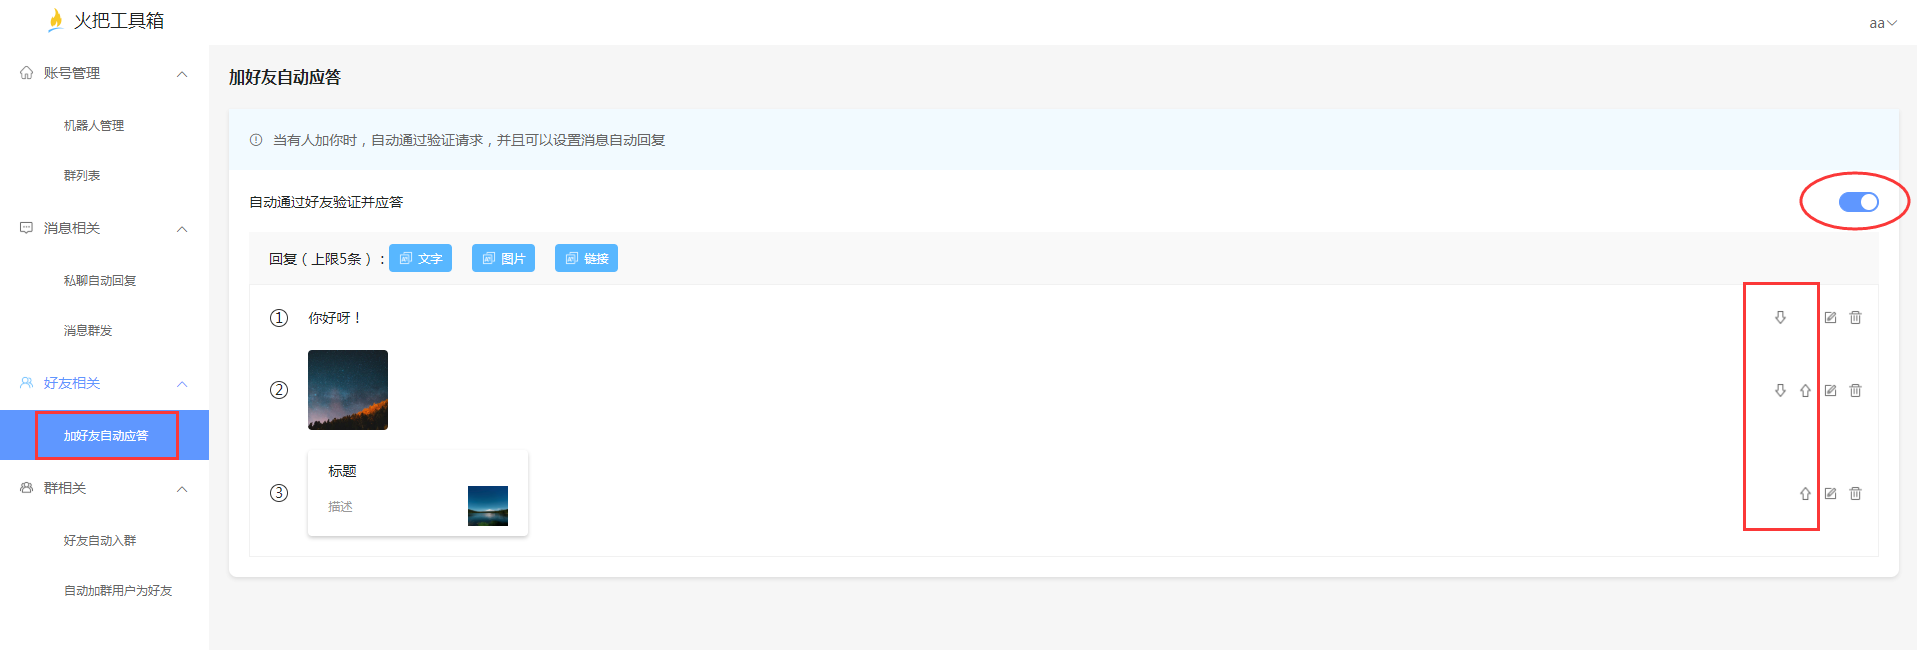 火把工具箱
aa
账号管理
机器人管理
群列表
消息相关
私聊自动回复
消息群发
好友相关
加好友自动应答
群相关
好友自动入群
自动加群用户为好友
加好友自动应答
当有人加你时，自动通过验证请求，并且可以设置消息自动回复
自动通过好友验证并应答
回复（上限5条）： 文字 图片 链接
① 你好呀！
②
③ 标题
描述